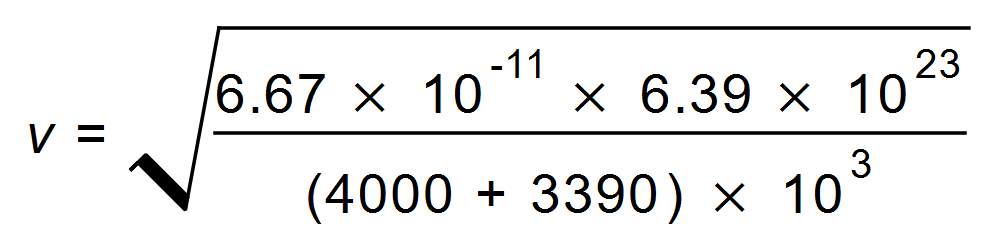 v = √((6.67 × 10^-11 × 6.39 × 10^23) / ((4000 + 3390) × 10^3))